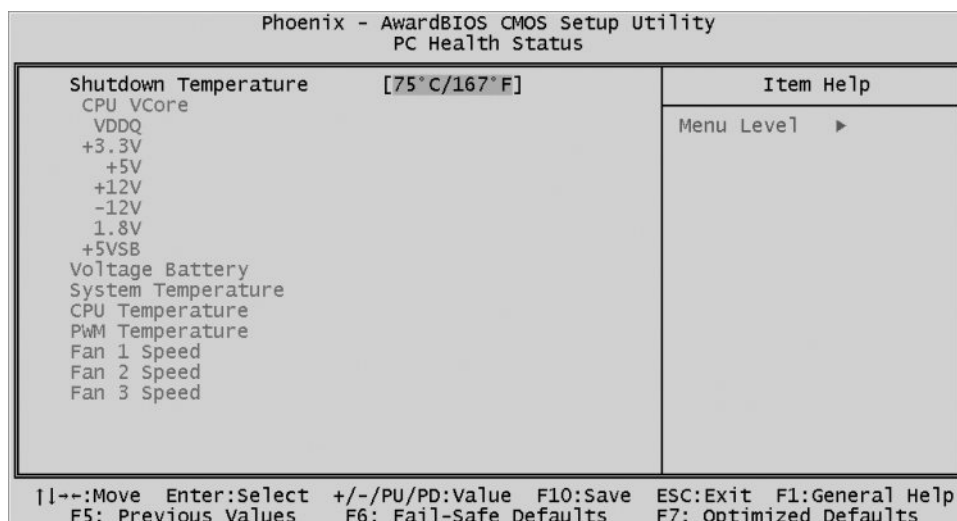 Phoenix - AwardBIOS CMOS Setup Utility
PC Health Status
Shutdown Temperature [75°C/167°F]
CPU VCore
VDDQ
+3.3V
+5V
+12V
-12V
1.8V
+5VSB
Voltage Battery
System Temperature
CPU Temperature
PWM Temperature
Fan 1 Speed
Fan 2 Speed
Fan 3 Speed
Item Help
Menu Level ▶
↑↓→←:Move Enter:Select +/-/PU/PD:Value F10:Save ESC:Exit F1:General Help
F5: Previous Values F6: Fail-Safe Defaults F7: Optimized Defaults